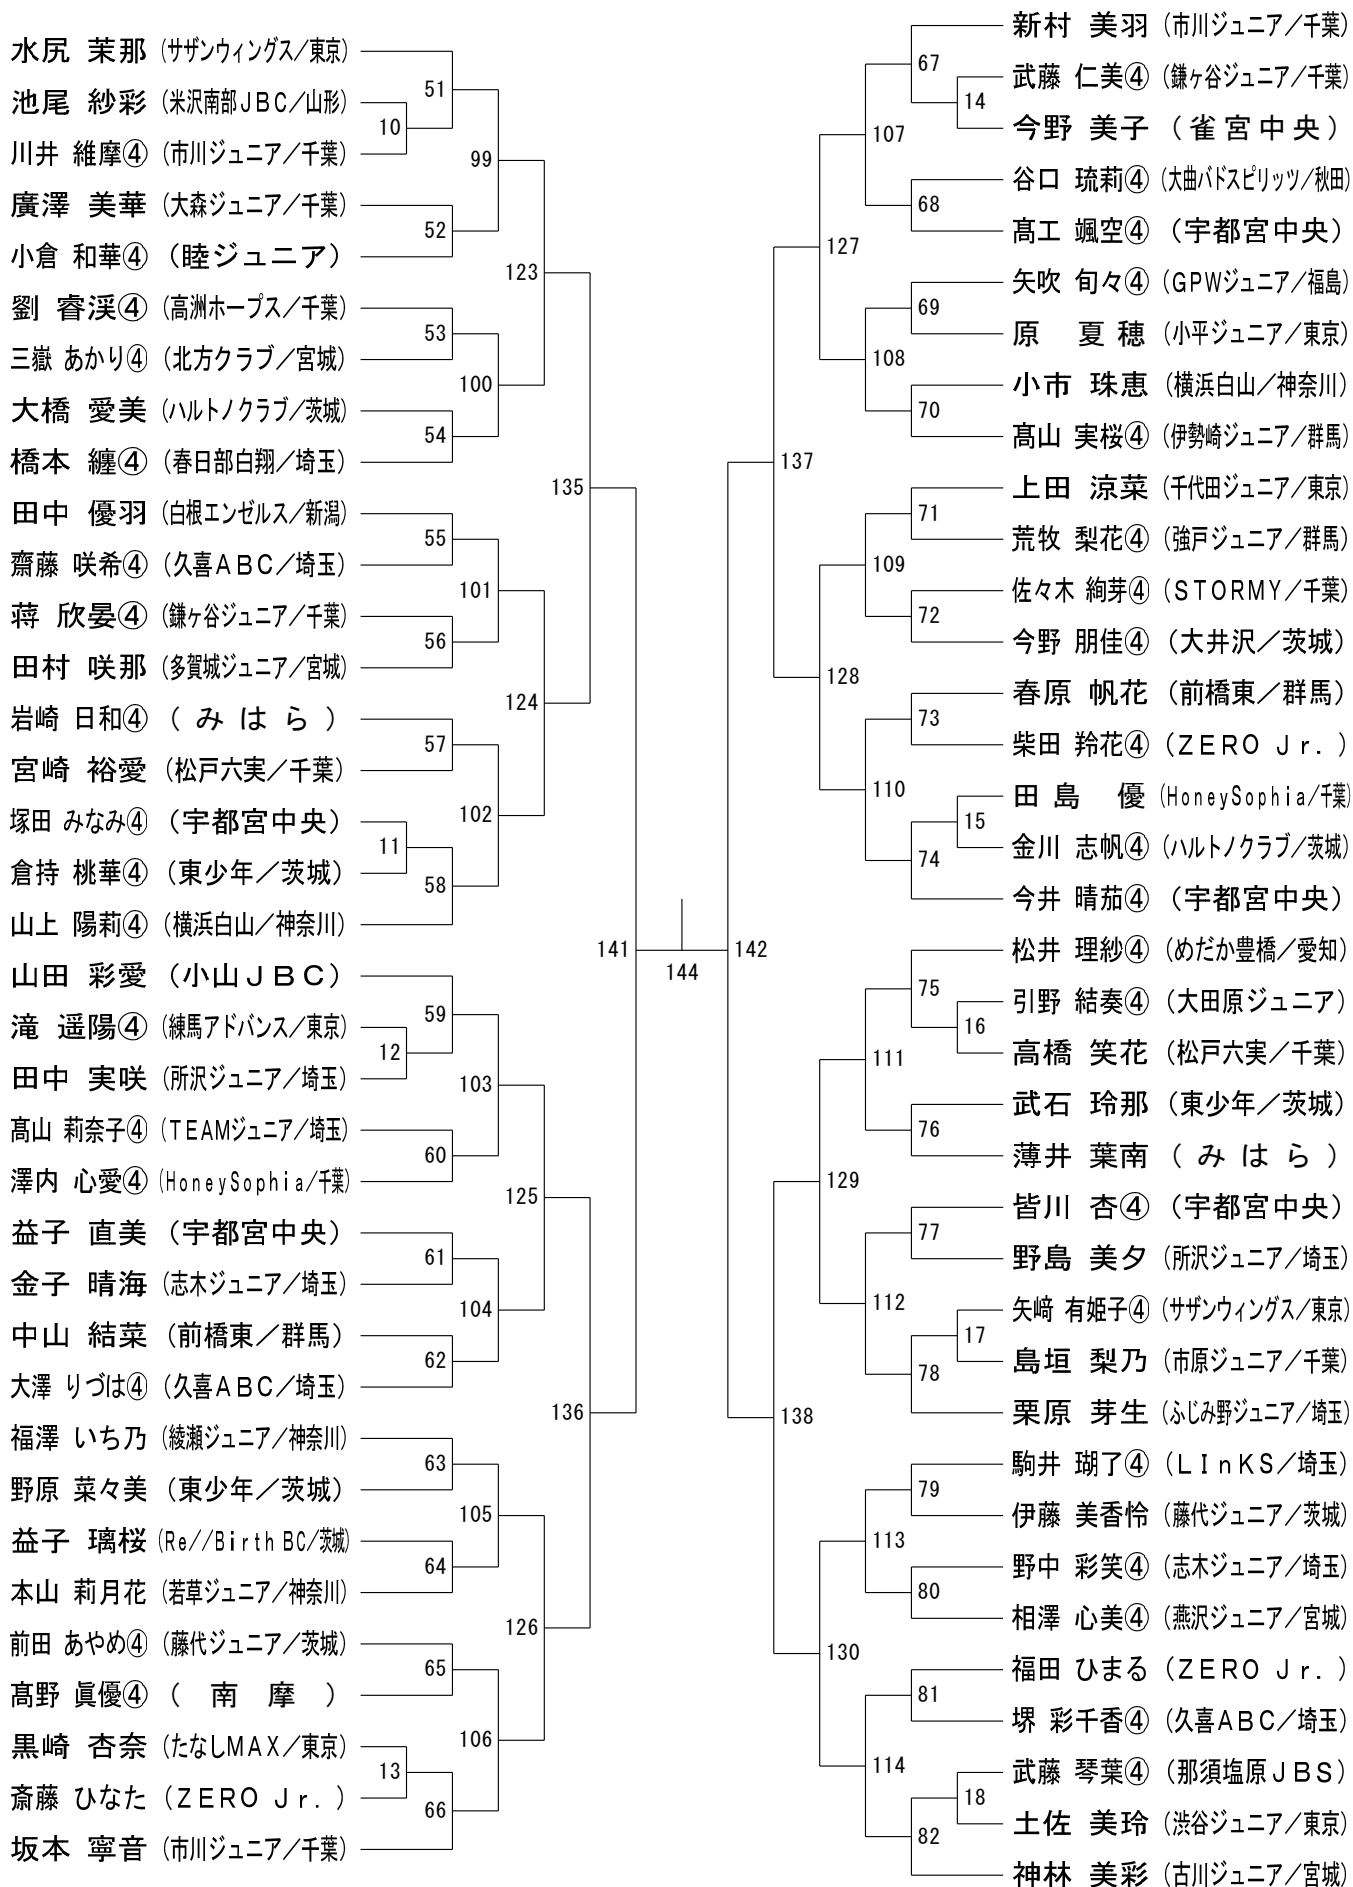 水尻 茉那 (サザンウィングス／東京)
池尾 紗彩 (米沢南部ＪＢＣ／山形)
川井 維摩④ (市川ジュニア／千葉)
廣澤 美華 (大森ジュニア／千葉)
小倉 和華④ (睦ジュニア)
劉 睿渓④ (高洲ホープス／千葉)
三嶽 あかり④ (北方クラブ／宮城)
大橋 愛美 (ハルトノクラブ／茨城)
橋本 纏④ (春日部白翔／埼玉)
田中 優羽 (白根エンゼルス／新潟)
齋藤 咲希④ (久喜ＡＢＣ／埼玉)
蒋 欣晏④ (鎌ヶ谷ジュニア／千葉)
田村 咲那 (多賀城ジュニア／宮城)
岩崎 日和④ (みはら)
宮崎 裕愛 (松戸六実／千葉)
塚田 みなみ④ (宇都宮中央)
倉持 桃華④ (東少年／茨城)
山上 陽莉④ (横浜白山／神奈川)
山田 彩愛 (小山ＪＢＣ)
滝 遥陽④ (練馬アドバンス／東京)
田中 実咲 (所沢ジュニア／埼玉)
髙山 莉奈子④ (TEAMジュニア／埼玉)
澤内 心愛④ (HoneySophia/千葉)
益子 直美 (宇都宮中央)
金子 晴海 (志木ジュニア／埼玉)
中山 結菜 (前橋東／群馬)
大澤 りづは④ (久喜ＡＢＣ／埼玉)
福澤 いち乃 (綾瀬ジュニア／神奈川)
野原 菜々美 (東少年／茨城)
益子 璃桜 (Re//Birth BC/茨城)
本山 莉月花 (若草ジュニア／神奈川)
前田 あやめ④ (藤代ジュニア／茨城)
髙野 眞優④ (南摩)
黒崎 杏奈 (たなしMAX／東京)
斎藤 ひなた (ZERO Jr.)
坂本 寧音 (市川ジュニア／千葉)
10
11
12
13
51
52
53
54
55
56
57
58
59
60
61
62
63
64
65
66
99
100
101
102
103
104
105
106
123
124
125
126
135
136
141
144
142
137
138
127
128
129
130
107
108
109
110
111
112
113
114
67
68
69
70
71
72
73
74
75
76
77
78
79
80
81
82
14
15
16
17
18
新村 美羽 (市川ジュニア／千葉)
武藤 仁美④ (鎌ヶ谷ジュニア／千葉)
今野 美子 (雀宮中央)
谷口 琉莉④ (大曲バドスピリッツ／秋田)
髙工 颯空④ (宇都宮中央)
矢吹 旬々④ (GPWジュニア／福島)
原 夏穂 (小平ジュニア／東京)
小市 珠恵 (横浜白山／神奈川)
髙山 実桜④ (伊勢崎ジュニア／群馬)
上田 涼菜 (千代田ジュニア／東京)
荒牧 梨花④ (強戸ジュニア／群馬)
佐々木 絢芽④ (ＳＴＯＲＭＹ／千葉)
今野 朋佳④ (大井沢／茨城)
春原 帆花 (前橋東／群馬)
柴田 羚花④ (ZERO Jr.)
田島 優 (HoneySophia/千葉)
金川 志帆④ (ハルトノクラブ／茨城)
今井 晴茄④ (宇都宮中央)
松井 理紗④ (めだか豊橋／愛知)
引野 結奏④ (大田原ジュニア)
高橋 笑花 (松戸六実／千葉)
武石 玲那 (東少年／茨城)
薄井 葉南 (みはら)
皆川 杏④ (宇都宮中央)
野島 美夕 (所沢ジュニア／埼玉)
矢﨑 有姫子④ (サザンウィングス／東京)
島垣 梨乃 (市原ジュニア／千葉)
栗原 芽生 (ふじみ野ジュニア／埼玉)
駒井 瑚了④ (ＬＩｎＫＳ／埼玉)
伊藤 美香怜 (藤代ジュニア／茨城)
野中 彩笑④ (志木ジュニア／埼玉)
相澤 心美④ (燕沢ジュニア／宮城)
福田 ひまる (ZERO Jr.)
堺 彩千香④ (久喜ＡＢＣ／埼玉)
武藤 琴葉④ (那須塩原ＪＢＳ)
土佐 美玲 (渋谷ジュニア／東京)
神林 美彩 (古川ジュニア／宮城)